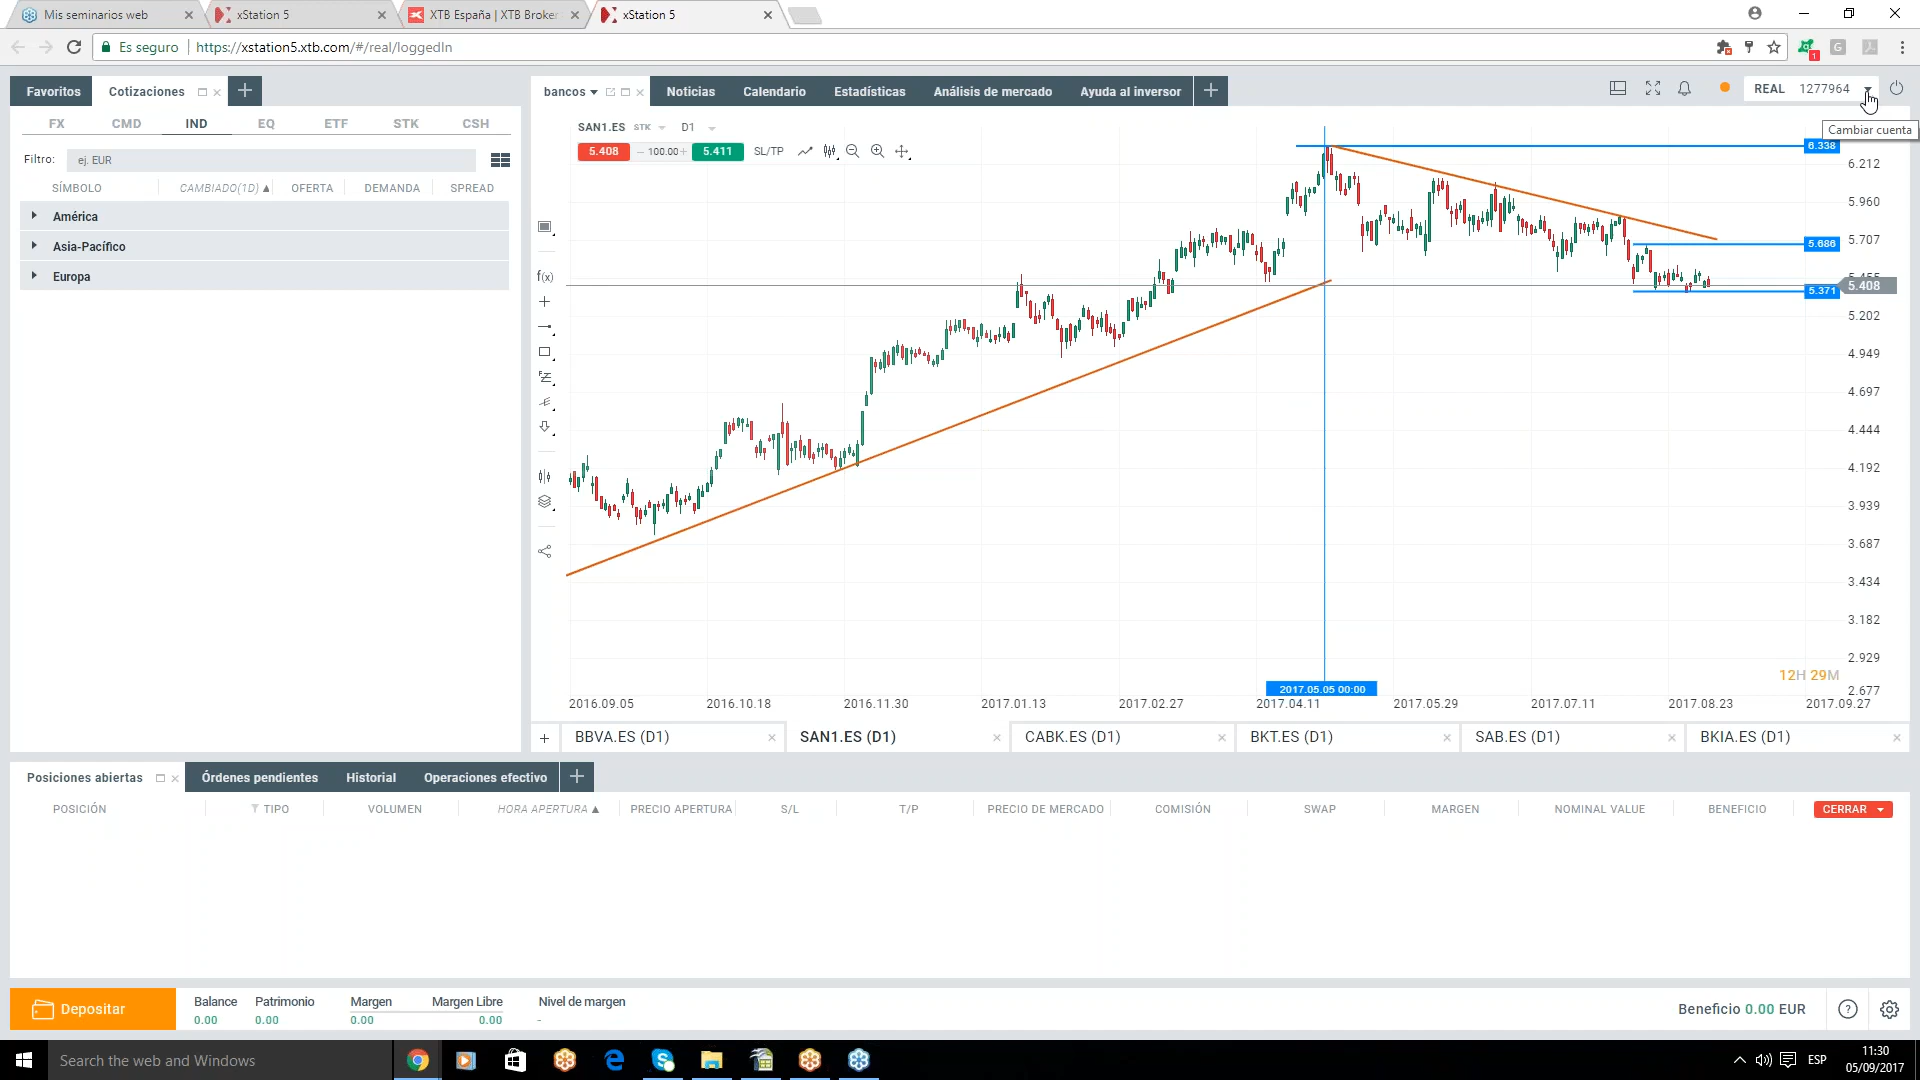 Mis seminarios web
xStation 5
XTB España | XTB Broker
xStation 5
Es seguro
https://xstation5.xtb.com/#/real/loggedIn
1
G
Favoritos
Cotizaciones
FX
CMD
IND
EQ
ETF
STK
CSH
Filtro:
ej. EUR
SÍMBOLO
CAMBIADO(1D)
OFERTA
DEMANDA
SPREAD
América
Asia-Pacífico
Europa
bancos
Noticias
Calendario
Estadísticas
Análisis de mercado
Ayuda al inversor
REAL 1277964
Cambiar cuenta
SAN1.ES STK D1
5.408
100.00
5.411
SL/TP
f(x)
6.338
6.212
5.960
5.707
5.686
5.408
5.371
5.202
4.949
4.697
4.444
4.192
3.939
3.687
3.434
3.182
2.929
2.677
12H 29M
2017.05.05 00:00
2016.09.05
2016.10.18
2016.11.30
2017.01.13
2017.02.27
2017.04.11
2017.05.29
2017.07.11
2017.08.23
2017.09.27
BBVA.ES (D1)
SAN1.ES (D1)
CABK.ES (D1)
BKT.ES (D1)
SAB.ES (D1)
BKIA.ES (D1)
Posiciones abiertas
Órdenes pendientes
Historial
Operaciones efectivo
POSICIÓN
TIPO
VOLUMEN
HORA APERTURA
PRECIO APERTURA
S/L
T/P
PRECIO DE MERCADO
COMISIÓN
SWAP
MARGEN
NOMINAL VALUE
BENEFICIO
CERRAR
Depositar
Balance
0.00
Patrimonio
0.00
Margen
0.00
Margen Libre
0.00
Nivel de margen
-
Beneficio 0.00 EUR
?
Search the web and Windows
ESP
11:30
05/09/2017